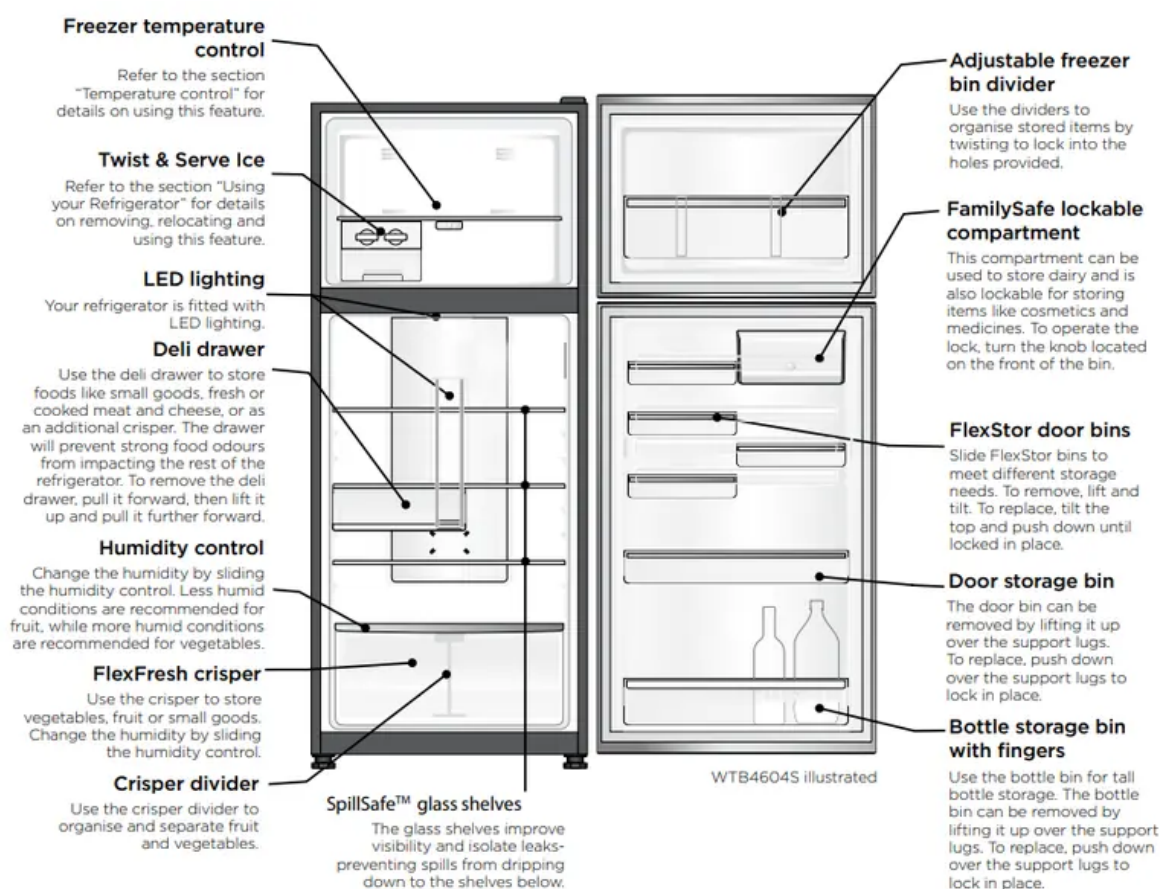 Freezer temperature
control
Refer to the section
“Temperature control” for
details on using this feature.
Twist & Serve Ice
Refer to the section “Using
your Refrigerator” for details
on removing, relocating and
using this feature.
LED lighting
Your refrigerator is fitted with
LED lighting.
Deli drawer
Use the deli drawer to store
foods like small goods, fresh or
cooked meat and cheese, or as
an additional crisper. The drawer
will prevent strong food odours
from impacting the rest of the
refrigerator. To remove the deli
drawer, pull it forward, then lift it
up and pull it further forward.
Humidity control
Change the humidity by sliding
the humidity control. Less humid
conditions are recommended for
fruit, while more humid conditions
are recommended for vegetables.
FlexFresh crisper
Use the crisper to store
vegetables, fruit or small goods.
Change the humidity by sliding
the humidity control.
Crisper divider
Use the crisper divider to
organise and separate fruit
and vegetables.
SpillSafe™ glass shelves
The glass shelves improve
visibility and isolate leaks-
preventing spills from dripping
down to the shelves below.
Adjustable freezer
bin divider
Use the dividers to
organise stored items by
twisting to lock into the
holes provided.
FamilySafe lockable
compartment
This compartment can be
used to store dairy and is
also lockable for storing
items like cosmetics and
medicines. To operate the
lock, turn the knob located
on the front of the bin.
FlexStor door bins
Slide FlexStor bins to
meet different storage
needs. To remove, lift and
tilt. To replace, tilt the
top and push down until
locked in place.
Door storage bin
The door bin can be
removed by lifting it up
over the support lugs.
To replace, push down
over the support lugs to
lock in place.
Bottle storage bin
with fingers
Use the bottle bin for tall
bottle storage. The bottle
bin can be removed by
lifting it up over the support
lugs. To replace, push down
over the support lugs to
lock in place.
WTB4604S illustrated